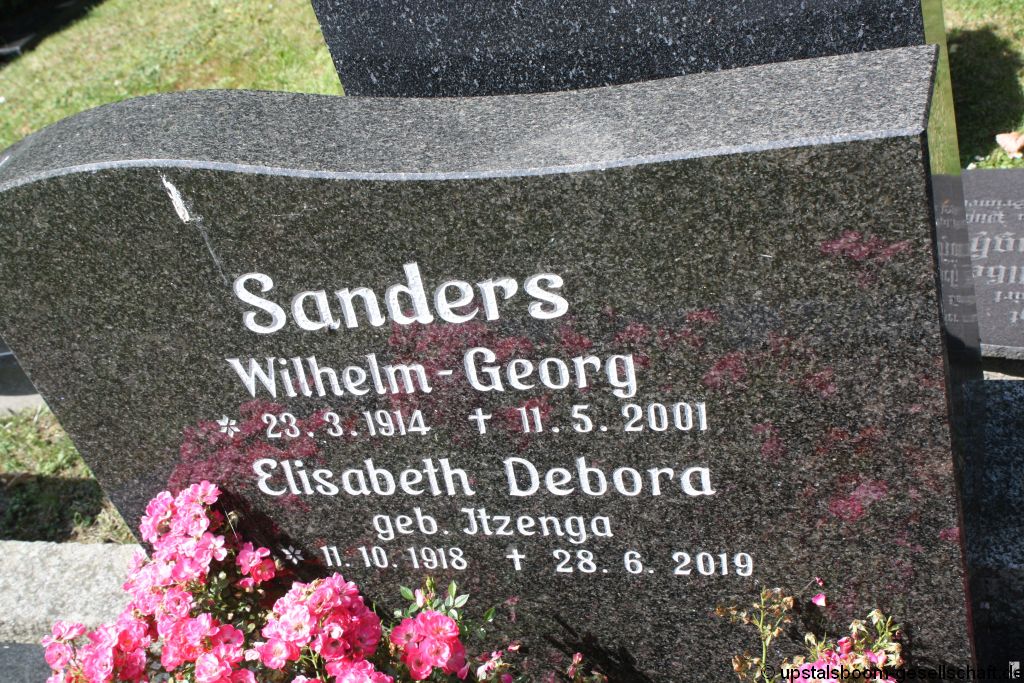 Sanders
Wilhelm-Georg
* 23.3.1914 † 11.5.2001
Elisabeth Debora
geb. Itzenga
* 11.10.1918 † 28.6.2019
© upstalsboom-gesellschaft.de